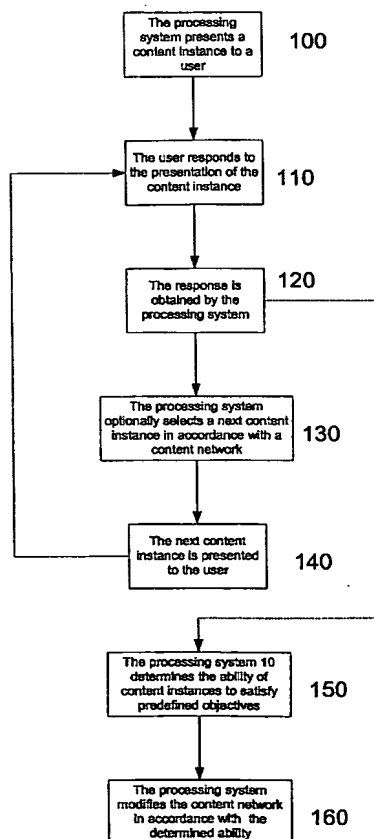 The processing
system presents a
content instance to a
user
100
The user responds to
the presentation of the
content instance
110
The response is
obtained by the
processing system
120
The processing system
optionally selects a next content
instance in accordance with a
content network
130
The next content
instance is presented
to the user
140
The processing system 10
determines the ability of
content instances to satisfy
predefined objectives
150
The processing system
modifies the content network
in accordance with the
determined ability
160